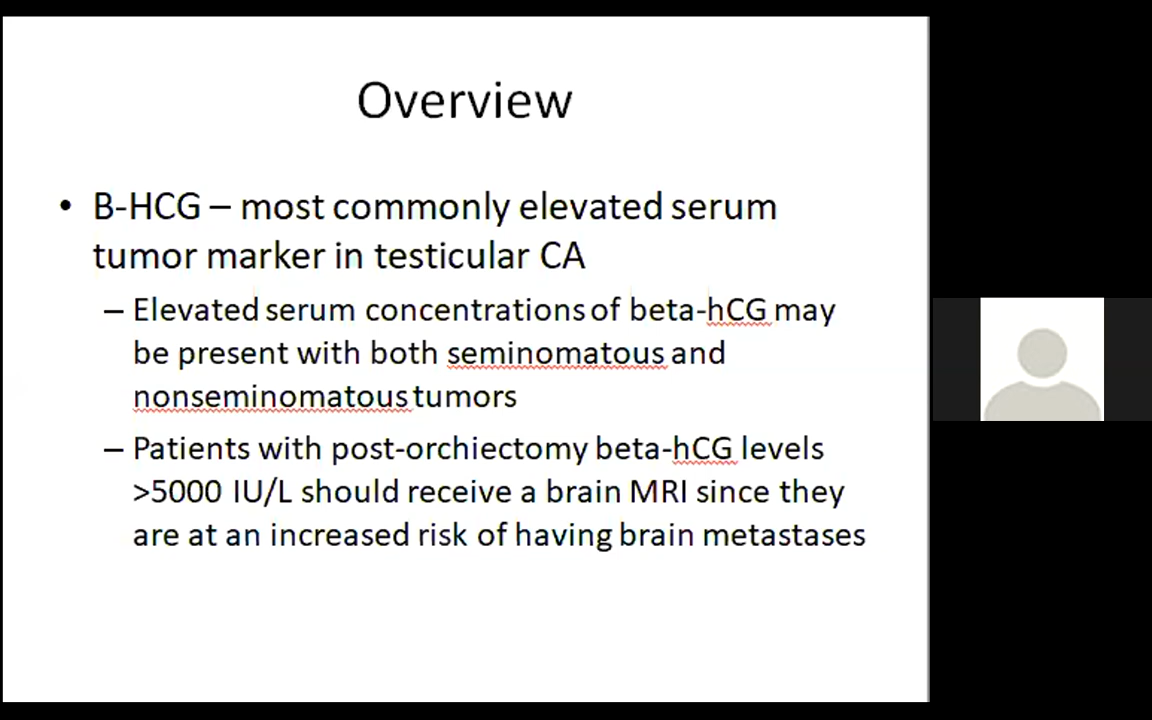 Overview
• B-HCG – most commonly elevated serum
tumor marker in testicular CA
– Elevated serum concentrations of beta-hCG may
be present with both seminomatous and
nonseminomatous tumors
– Patients with post-orchiectomy beta-hCG levels
>5000 IU/L should receive a brain MRI since they
are at an increased risk of having brain metastases